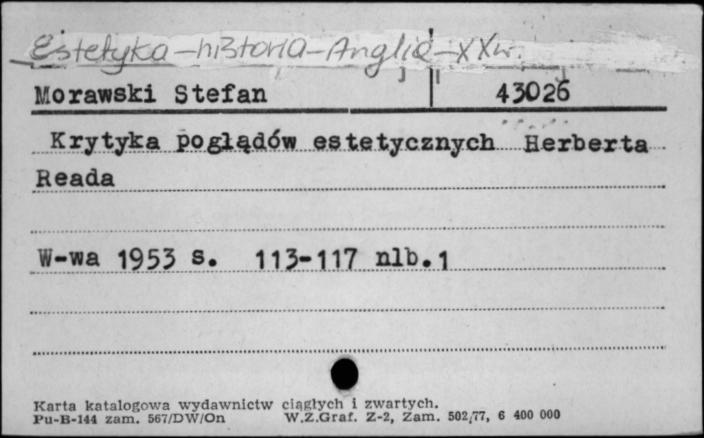 Estetyka-historia-Anglia-XXw.
Morawski Stefan 43026
Krytyka poglądów estetycznych Herberta
Reada
W-wa 1953 s. 113-117 nlb.1
Karta katalogowa wydawnictw ciągłych i zwartych.
Pu-B-144 zam. 567/DW/On W.Z.Graf. Z-2, Zam. 502/77, 6 400 000